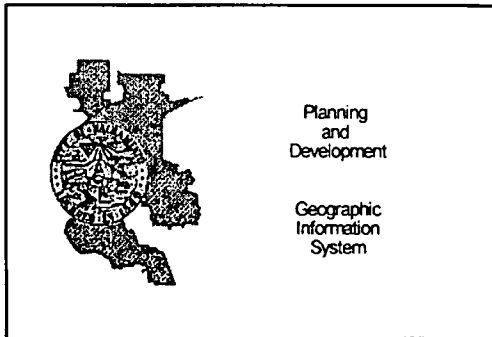 Planning
and
Development
Geographic
Information
System